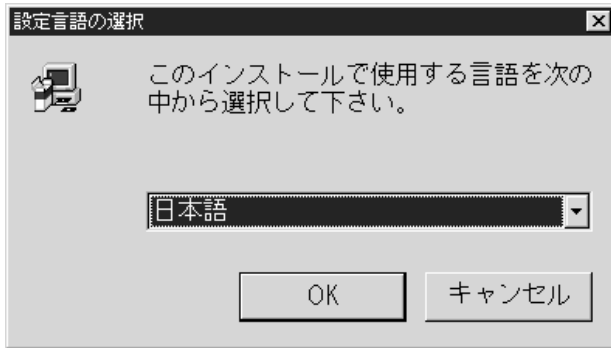 設定言語の選択
このインストールで使用する言語を次の
中から選択して下さい。
日本語
OK
キャンセル